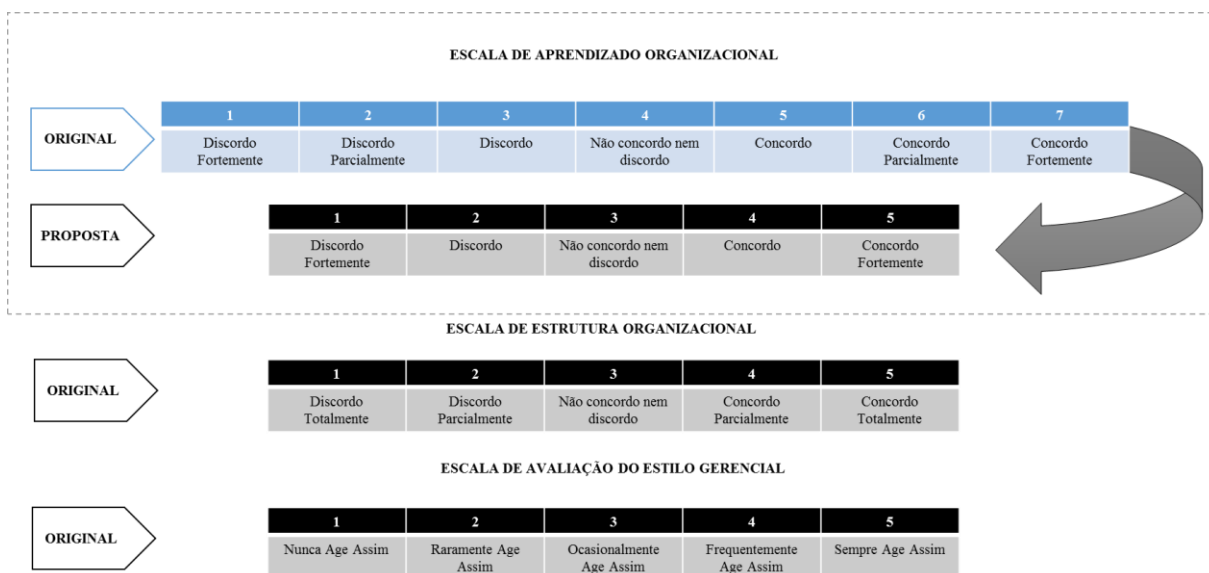 ESCALA DE APRENDIZADO ORGANIZACIONAL
ORIGINAL
1 2 3 4 5 6 7
Discordo Discordo Discordo Não concordo nem Concordo Concordo Concordo
Fortemente Parcialmente discordo Parcialmente Fortemente
PROPOSTA
1 2 3 4 5
Discordo Discordo Não concordo nem Concordo Concordo
Fortemente discordo Fortemente
ESCALA DE ESTRUTURA ORGANIZACIONAL
ORIGINAL
1 2 3 4 5
Discordo Discordo Não concordo nem Concordo Concordo
Totalmente Parcialmente discordo Parcialmente Totalmente
ESCALA DE AVALIAÇÃO DO ESTILO GERENCIAL
ORIGINAL
1 2 3 4 5
Nunca Age Assim Raramente Age Ocasionalmente Frequentemente Sempre Age Assim
Assim Age Assim Age Assim